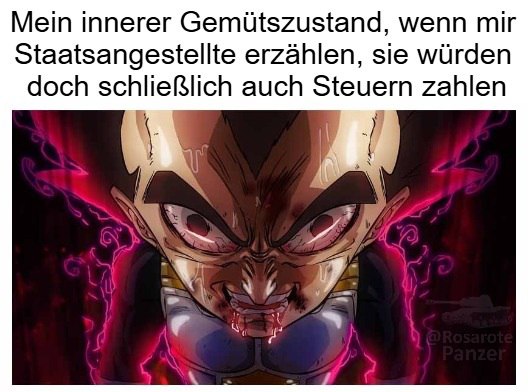 Mein innerer Gemütszustand, wenn mir
Staatsangestellte erzählen, sie würden
doch schließlich auch Steuern zahlen
@Rosarote
Panzer